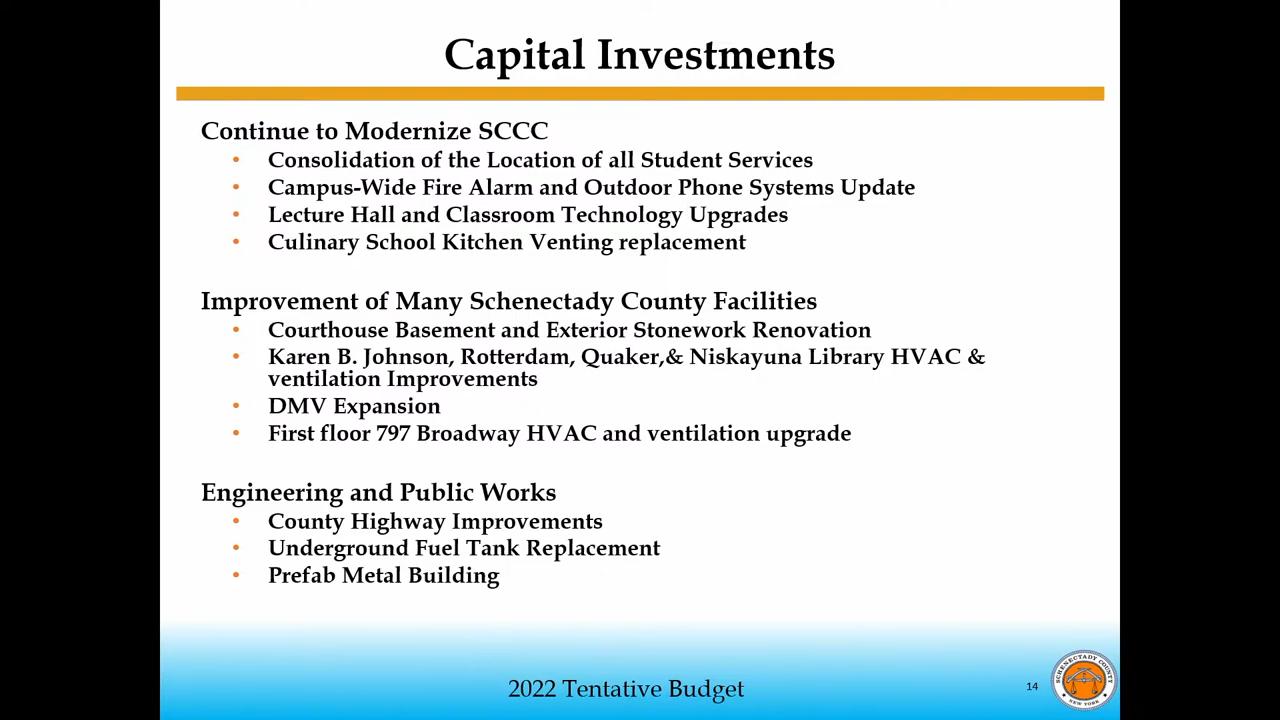 Capital Investments
Continue to Modernize SCCC
• Consolidation of the Location of all Student Services
• Campus-Wide Fire Alarm and Outdoor Phone Systems Update
• Lecture Hall and Classroom Technology Upgrades
• Culinary School Kitchen Venting replacement
Improvement of Many Schenectady County Facilities
• Courthouse Basement and Exterior Stonework Renovation
• Karen B. Johnson, Rotterdam, Quaker,& Niskayuna Library HVAC &
ventilation Improvements
• DMV Expansion
• First floor 797 Broadway HVAC and ventilation upgrade
Engineering and Public Works
• County Highway Improvements
• Underground Fuel Tank Replacement
• Prefab Metal Building
2022 Tentative Budget
14
SCHENECTADY COUNTY
NEW YORK